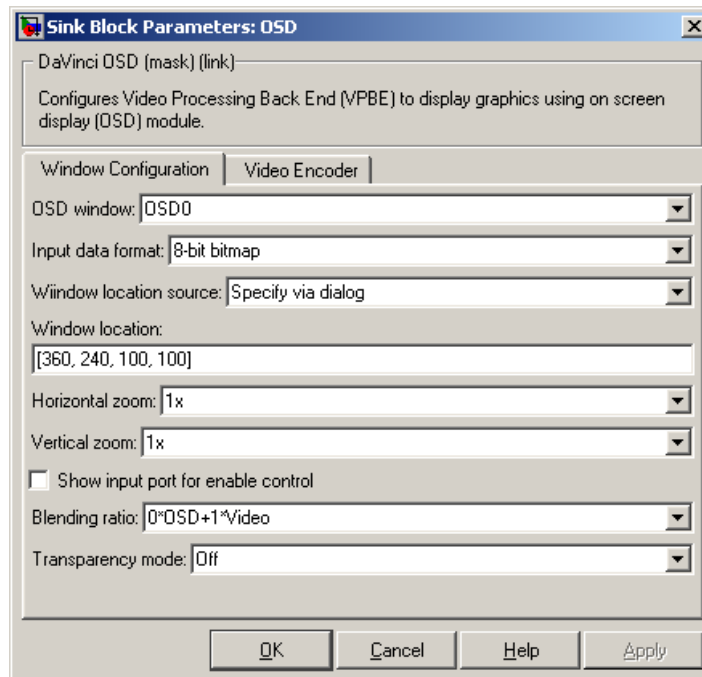 Sink Block Parameters: OSD
DaVinci OSD (mask) (link)
Configures Video Processing Back End (VPBE) to display graphics using on screen
display (OSD) module.
Window Configuration Video Encoder
OSD window: OSD0
Input data format: 8-bit bitmap
Wiindow location source: Specify via dialog
Window location:
[360, 240, 100, 100]
Horizontal zoom: 1x
Vertical zoom: 1x
Show input port for enable control
Blending ratio: 0*OSD+1*Video
Transparency mode: Off
OK Cancel Help Apply